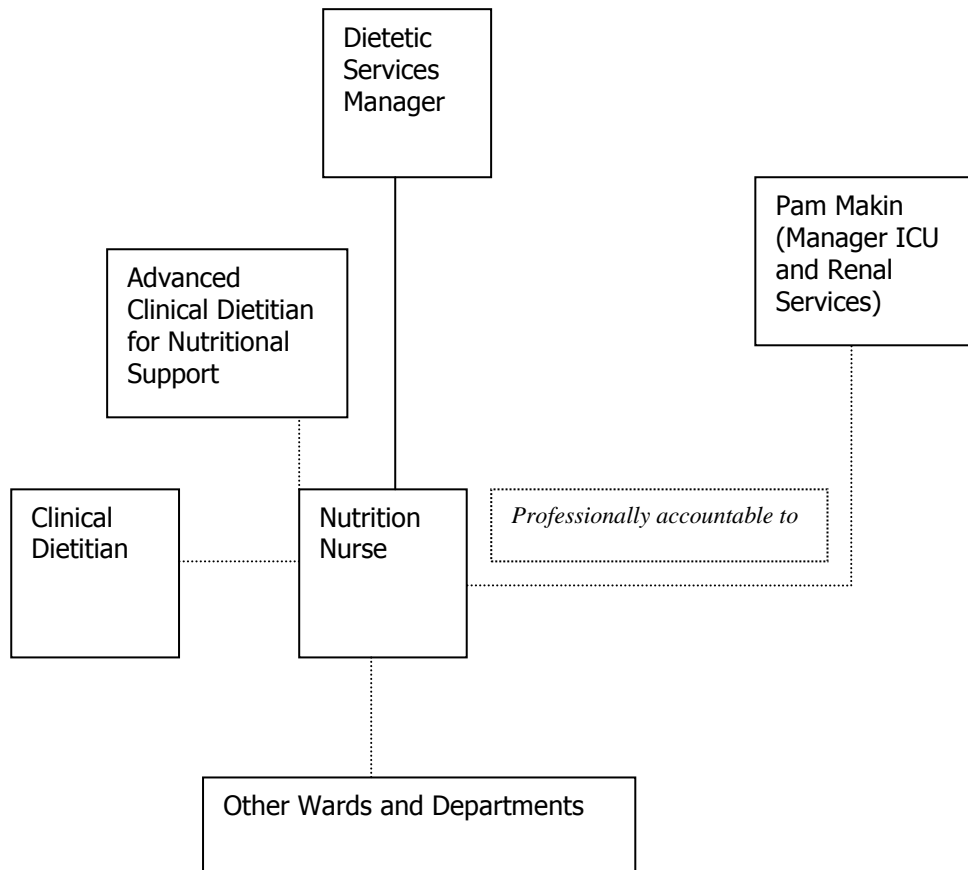 Dietetic
Services
Manager
Pam Makin
(Manager ICU
and Renal
Services)
Advanced
Clinical Dietitian
for Nutritional
Support
Clinical
Dietitian
Nutrition
Nurse
Professionally accountable to
Other Wards and Departments